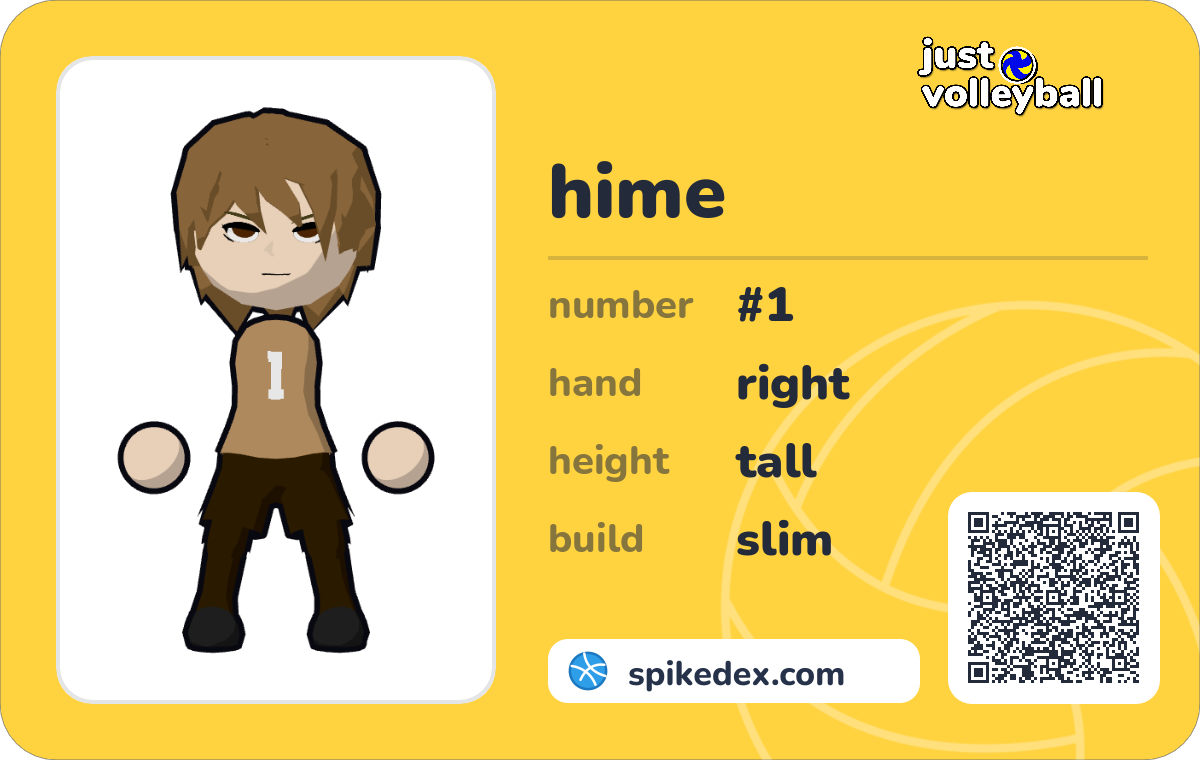 just
volleyball
hime
number #1
hand right
height tall
build slim
1
spikedex.com